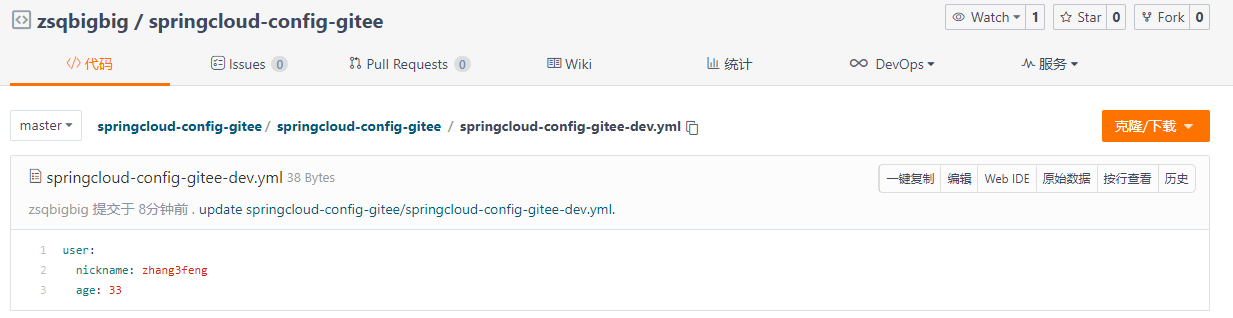 zsqbigbig / springcloud-config-gitee
Watch 1 Star 0 Fork 0
代码 Issues 0 Pull Requests 0 Wiki 统计 DevOps 服务
master springcloud-config-gitee / springcloud-config-gitee / springcloud-config-gitee-dev.yml 克隆/下载
springcloud-config-gitee-dev.yml 38 Bytes 一键复制 编辑 Web IDE 原始数据 按行查看 历史
zsqbigbig 提交于 8分钟前 . update springcloud-config-gitee/springcloud-config-gitee-dev.yml.
1 user:
2 nickname: zhang3feng
3 age: 33